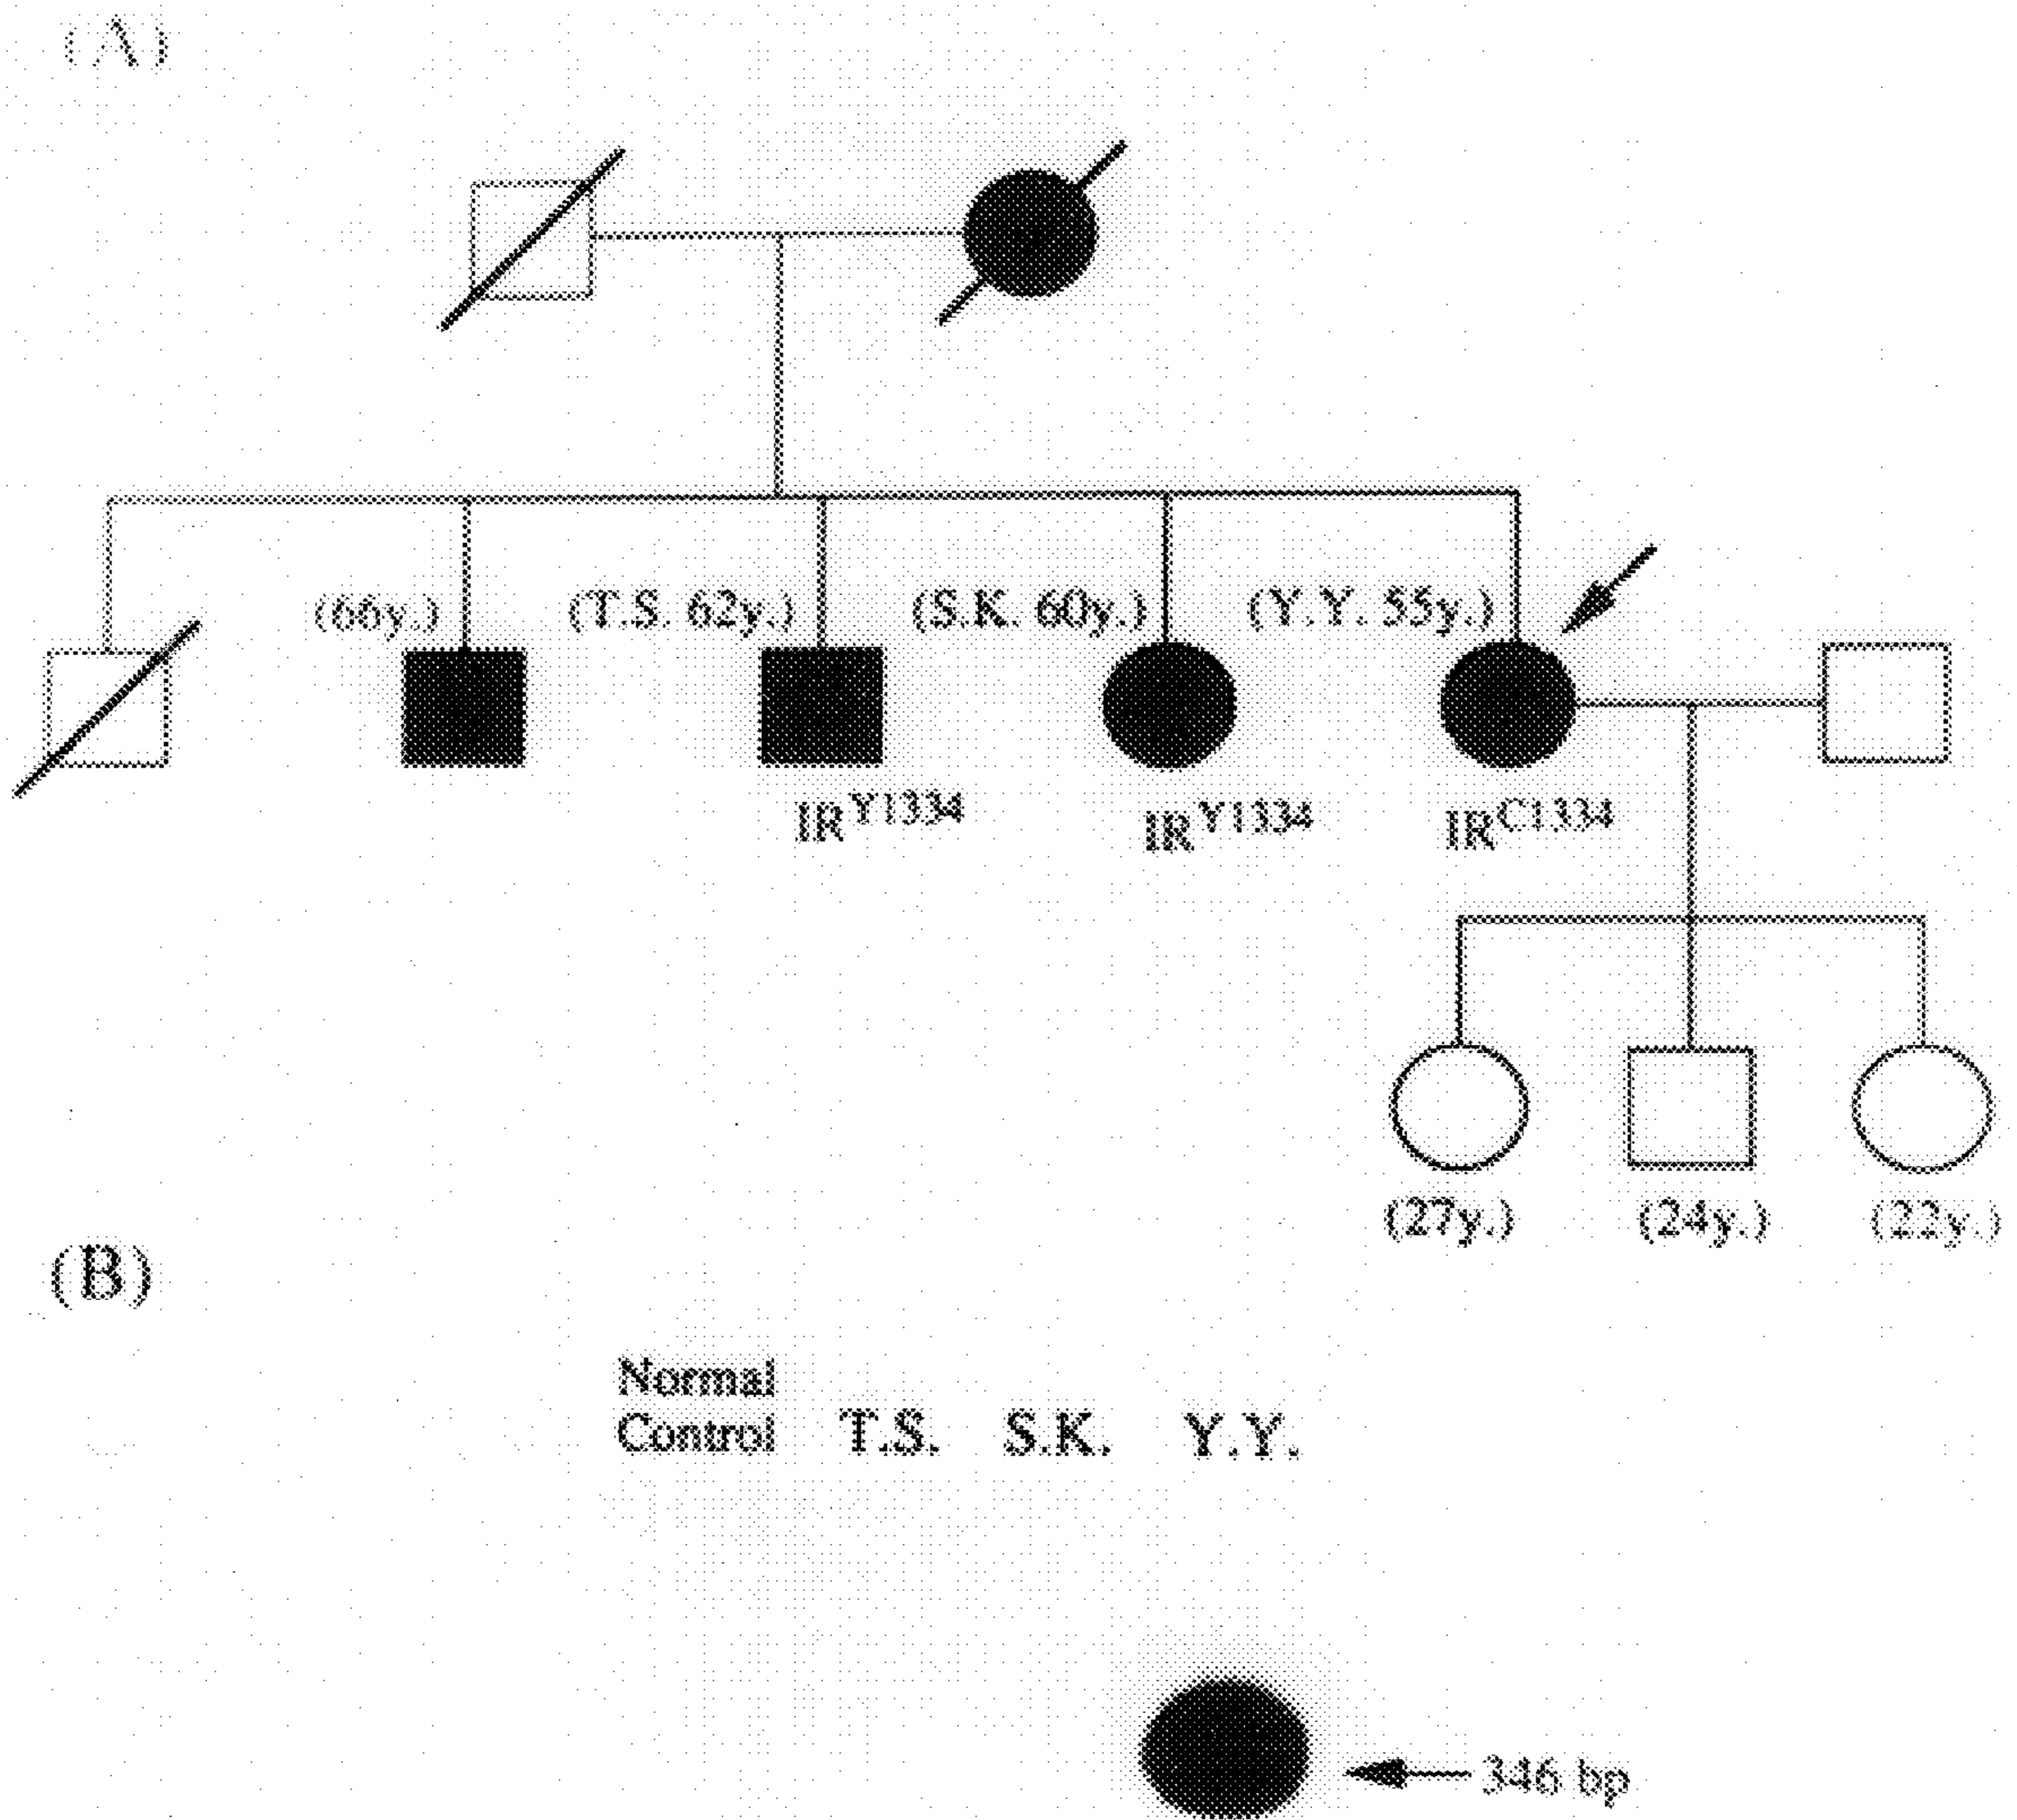 (A)
(66y.) (T.S. 62y.) (S.K. 60y.) (Y.Y. 55y.)
IR^Y1334 IR^Y1334 IR^C1334
(27y.) (24y.) (22y.)
(B)
Normal
Control T.S. S.K. Y.Y.
346 bp